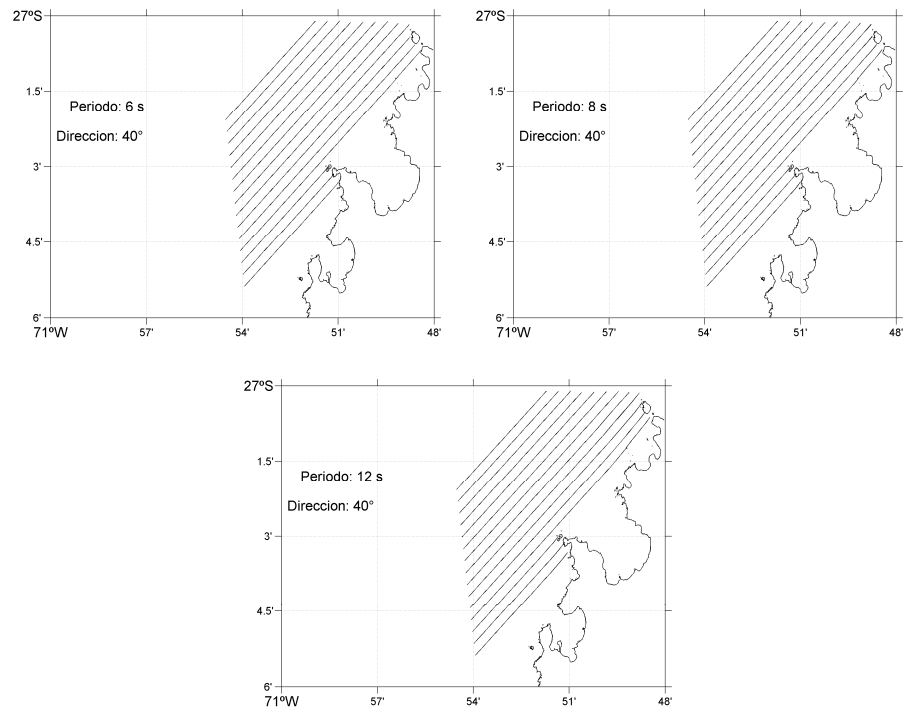 27ºS
1.5'
Periodo: 6 s
Direccion: 40°
3'
4.5'
6'
71ºW
57'
54'
51'
48'
27ºS
1.5'
Periodo: 8 s
Direccion: 40°
3'
4.5'
6'
71ºW
57'
54'
51'
48'
27ºS
1.5'
Periodo: 12 s
Direccion: 40°
3'
4.5'
6'
71ºW
57'
54'
51'
48'